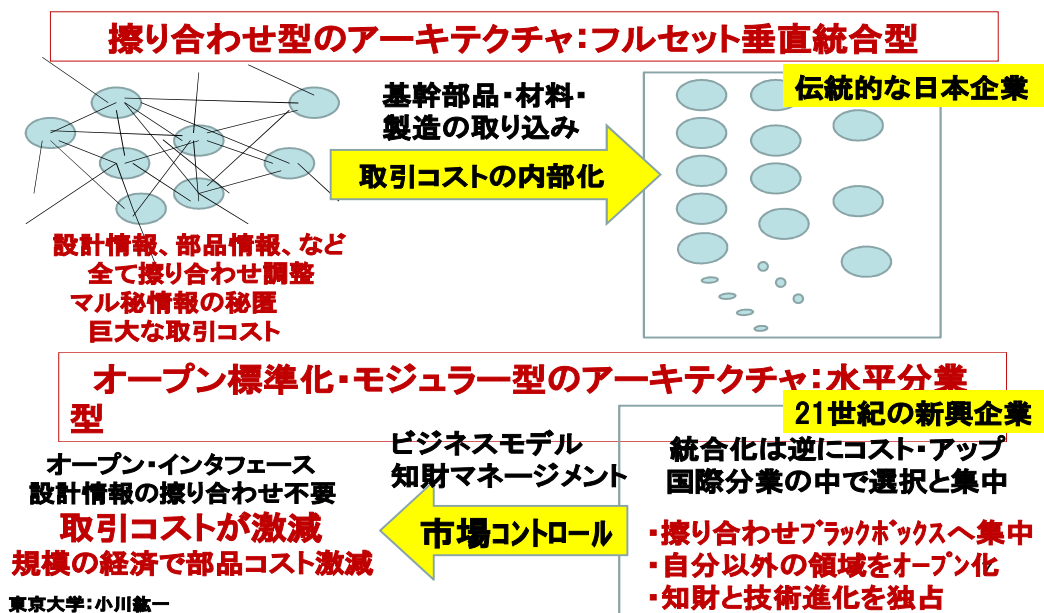 擦り合わせ型のアーキテクチャ：フルセット垂直統合型
伝統的な日本企業
基幹部品・材料・
製造の取り込み
取引コストの内部化
設計情報、部品情報、など
全て擦り合わせ調整
マル秘情報の秘匿
巨大な取引コスト
オープン標準化・モジュラー型のアーキテクチャ：水平分業
型
21世紀の新興企業
ビジネスモデル
知財マネージメント
市場コントロール
オープン・インタフェース
設計情報の擦り合わせ不要
取引コストが激減
規模の経済で部品コスト激減
統合化は逆にコスト・アップ
国際分業の中で選択と集中
・擦り合わせﾌﾞﾗｯｸﾎﾞｯｸｽへ集中
・自分以外の領域をｵｰﾌﾟﾝ化
・知財と技術進化を独占
東京大学：小川紘一